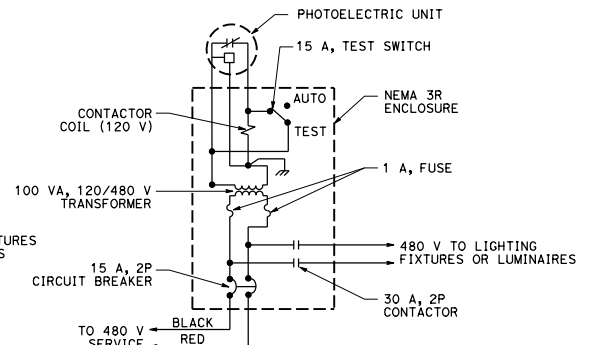 PHOTOELECTRIC UNIT
15 A, TEST SWITCH
AUTO
NEMA 3R
ENCLOSURE
CONTACTOR
COIL (120 V)
TEST
1 A, FUSE
100 VA, 120/480 V
TRANSFORMER
TURES
S
480 V TO LIGHTING
FIXTURES OR LUMINAIRES
15 A, 2P
CIRCUIT BREAKER
30 A, 2P
CONTACTOR
TO 480 V
SERVICE
BLACK
RED